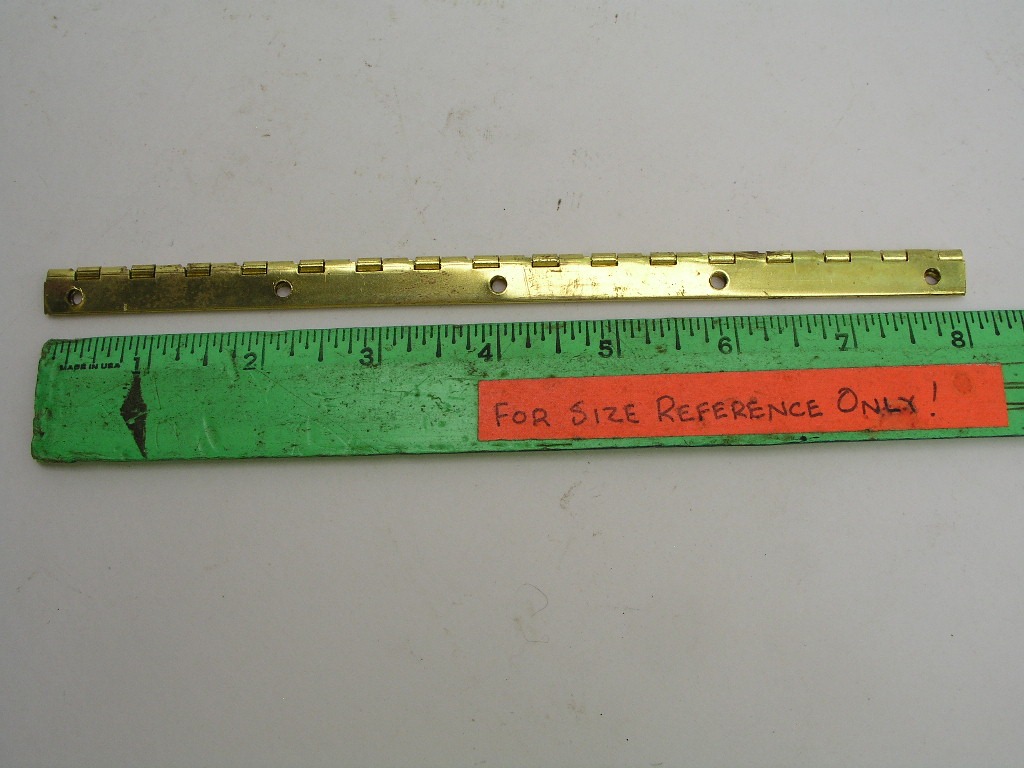 MADE IN USA
1 2 3 4 5 6 7 8
FOR SIZE REFERENCE ONLY!